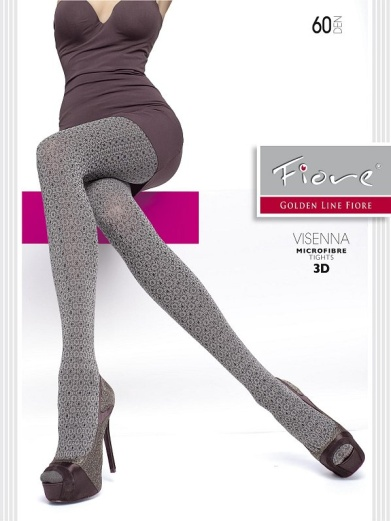 60 DEN
Fiore
GOLDEN LINE FIORE
VISENNA
MICROFIBRE
TIGHTS
3D